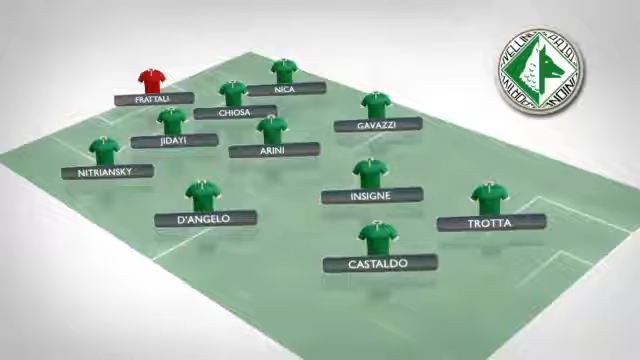 NICA
FRATTALI
CHIOSA
GAVAZZI
JIDAYI
ARINI
NITRIANSKY
INSIGNE
D'ANGELO
TROTTA
CASTALDO